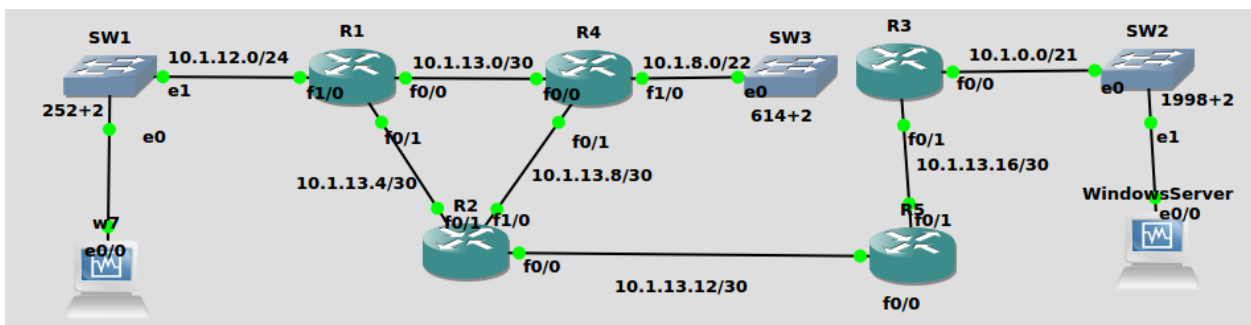 SW1
10.1.12.0/24
R1
10.1.13.0/30
R4
10.1.8.0/22
SW3
R3
10.1.0.0/21
SW2
e1
f1/0
f0/0
f0/0
f1/0
e0
f0/0
e0
252+2
614+2
1998+2
e0
f0/1
f0/1
f0/1
e1
10.1.13.4/30
10.1.13.8/30
10.1.13.16/30
WindowsServer
e0/0
w7
e0/0
R2
f0/1
f1/0
R5
f0/1
f0/0
10.1.13.12/30
f0/0